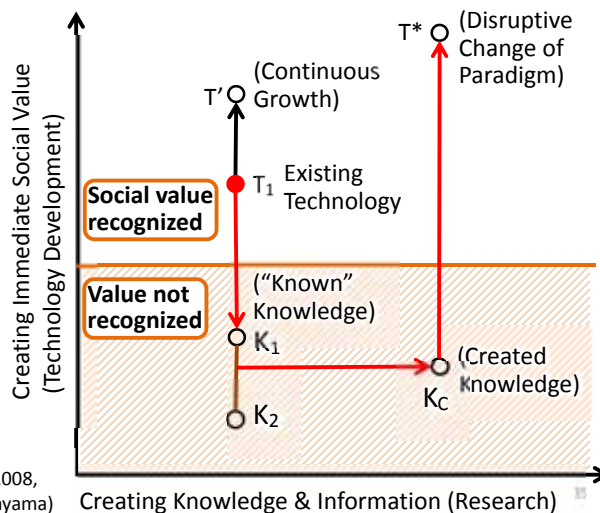 T*
(Disruptive
Change of
Paradigm)
T’
(Continuous
Growth)
T1
Existing
Technology
Social value
recognized
Value not
recognized
(“Known”
Knowledge)
K1
K2
KC
(Created
Knowledge)
Creating Immediate Social Value
(Technology Development)
2008,
Creating Knowledge & Information (Research)